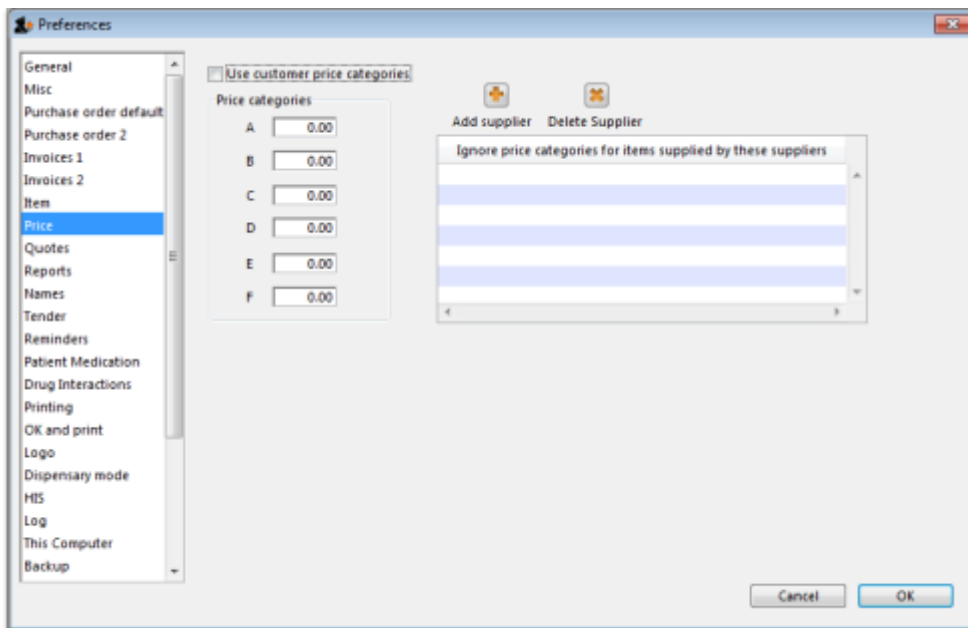 Preferences
General
Misc
Purchase order default
Purchase order 2
Invoices 1
Invoices 2
Item
Price
Quotes
Reports
Names
Tender
Reminders
Patient Medication
Drug Interactions
Printing
OK and print
Logo
Dispensary mode
HIS
Log
This Computer
Backup
Use customer price categories
Price categories
A 0.00
B 0.00
C 0.00
D 0.00
E 0.00
F 0.00
Add supplier Delete Supplier
Ignore price categories for items supplied by these suppliers
Cancel OK